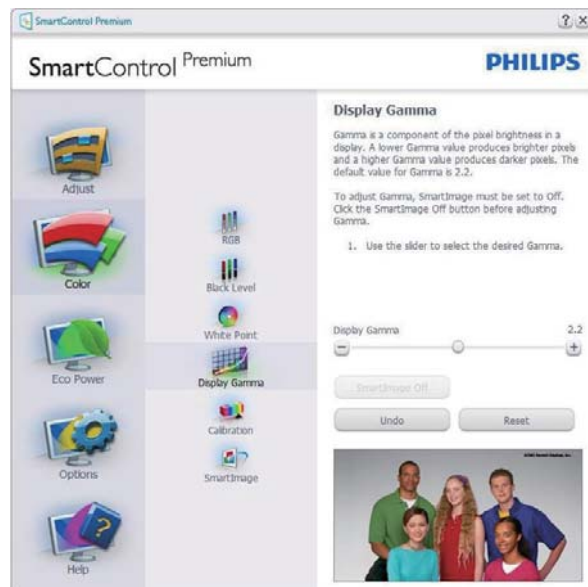 SmartControl Premium
? X
SmartControl Premium
PHILIPS
Adjust
Color
Eco Power
Options
Help
RGB
Black Level
White Point
Display Gamma
Calibration
SmartImage
Display Gamma
Gamma is a component of the pixel brightness in a
display. A lower Gamma value produces brighter pixels
and a higher Gamma value produces darker pixels. The
default value for Gamma is 2.2.
To adjust Gamma, SmartImage must be set to Off.
Click the SmartImage Off button before adjusting
Gamma.
1. Use the slider to select the desired Gamma.
Display Gamma 2.2
SmartImage Off
Undo Reset